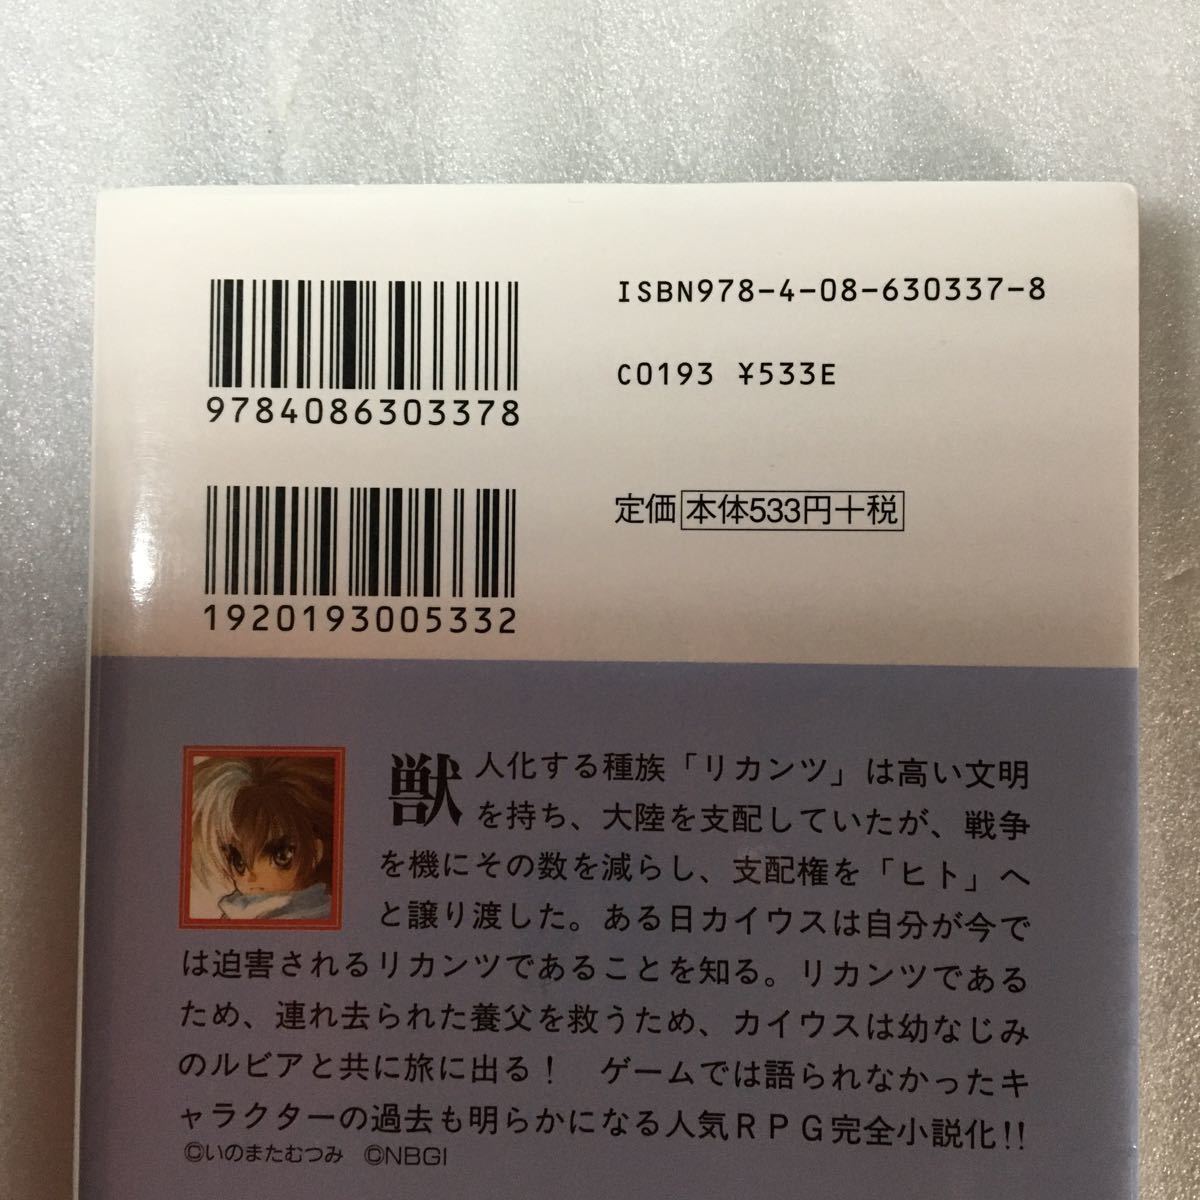 ISBN978-4-08-630337-8
9784086303378
C0193 ¥533E
定価 本体533円+税
1920193005332
獣人化する種族「リカンツ」は高い文明
を持ち、大陸を支配していたが、戦争
を機にその数を減らし、支配権を「ヒト」へ
と譲り渡した。ある日カイウスは自分が今で
は迫害されるリカンツであることを知る。リカンツである
ため、連れ去られた養父を救うため、カイウスは幼なじみ
のルビアと共に旅に出る！　ゲームでは語られなかったキ
ャラクターの過去も明らかになる人気ＲＰＧ完全小説化!!
©いのまたむつみ ©NBGI